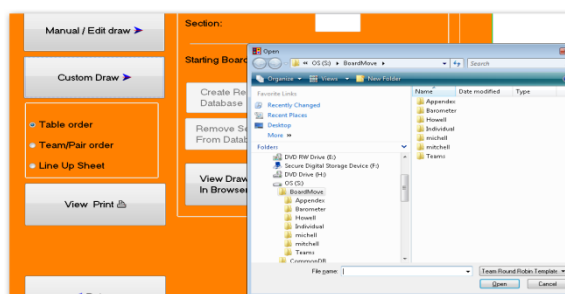 Manual / Edit draw ➤
Custom Draw ➤
Table order
Team/Pair order
Line Up Sheet
View Print
Section:
Starting Board
Create Re
Database
Remove Se
From Datab
View Draw
In Browse
Open
« OS (S:) ▸ BoardMove ▸
Search
Organize
Views
New Folder
Favorite Links
Recently Changed
Recent Places
Desktop
More »
Folders
DVD RW Drive (E:)
Secure Digital Storage Device (F:)
DVD Drive (H:)
OS (S:)
BoardMove
Appendex
Barometer
Howell
Individual
michell
mitchell
Teams
CommonDB
Name Date modified Type
Appendex
Barometer
Howell
Individual
michell
mitchell
Teams
File name:
Team Round Robin Template
Open
Cancel